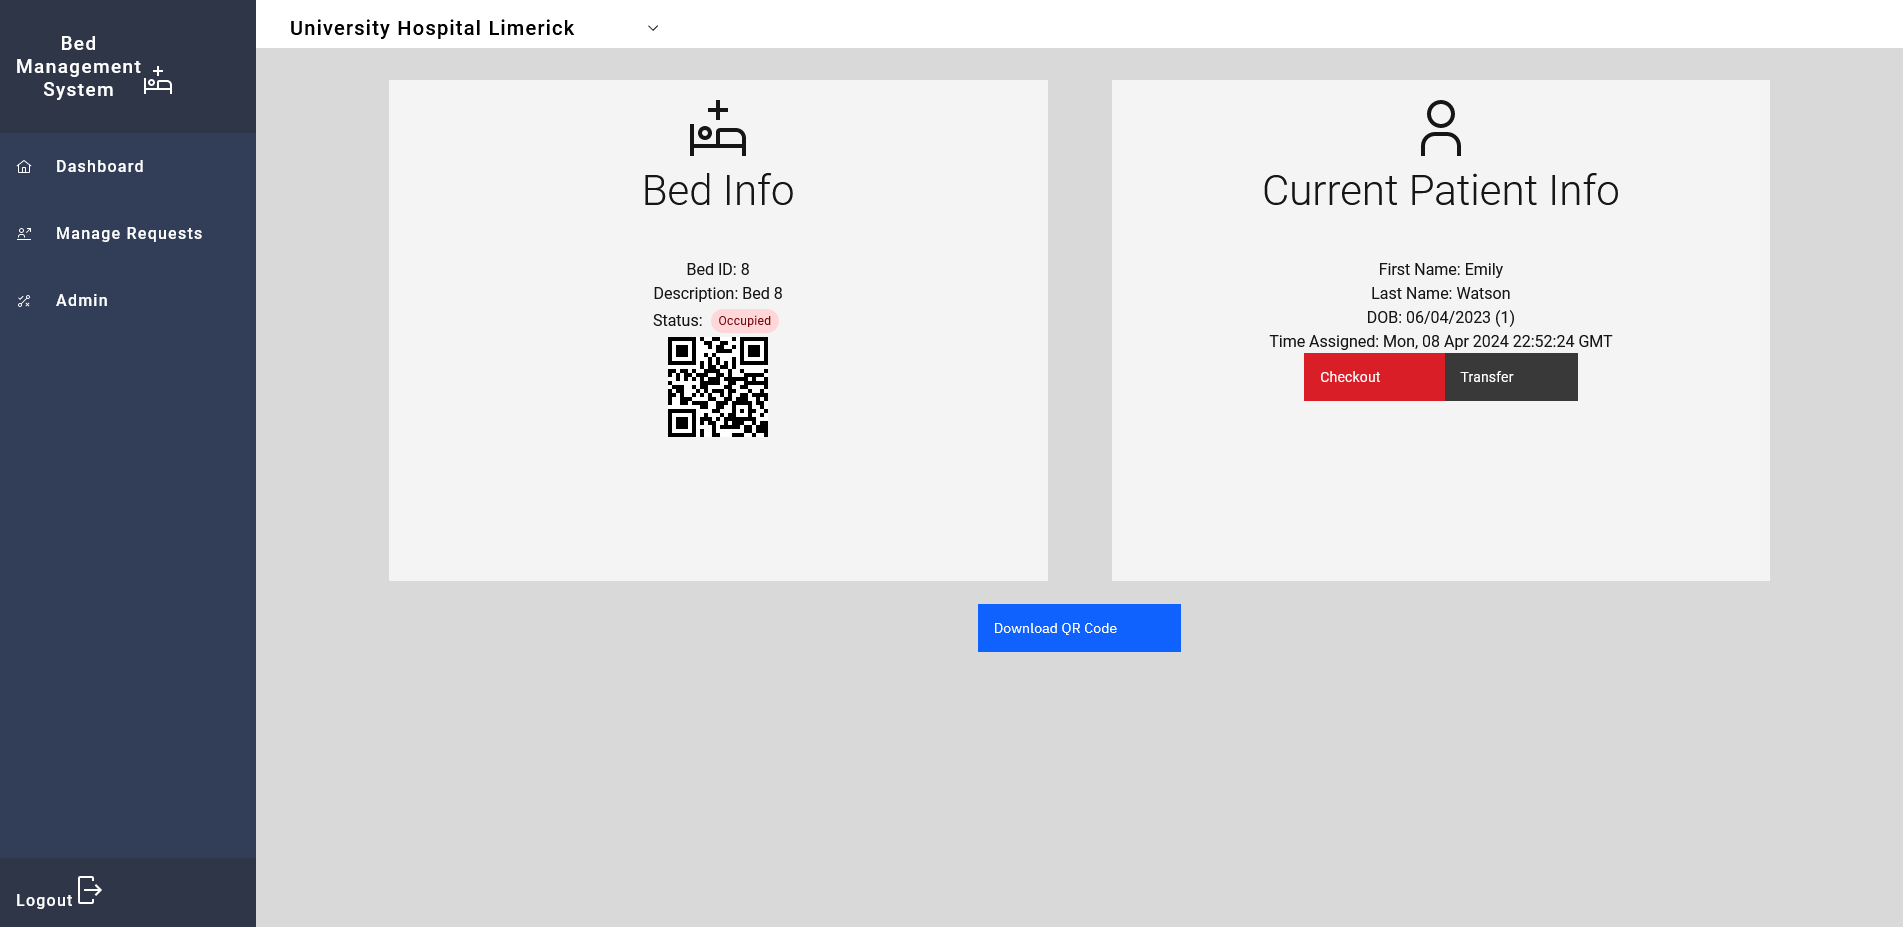 Bed
Management
System
Dashboard
Manage Requests
Admin
Logout
University Hospital Limerick
Bed Info
Bed ID: 8
Description: Bed 8
Status: Occupied
Current Patient Info
First Name: Emily
Last Name: Watson
DOB: 06/04/2023 (1)
Time Assigned: Mon, 08 Apr 2024 22:52:24 GMT
Checkout Transfer
Download QR Code